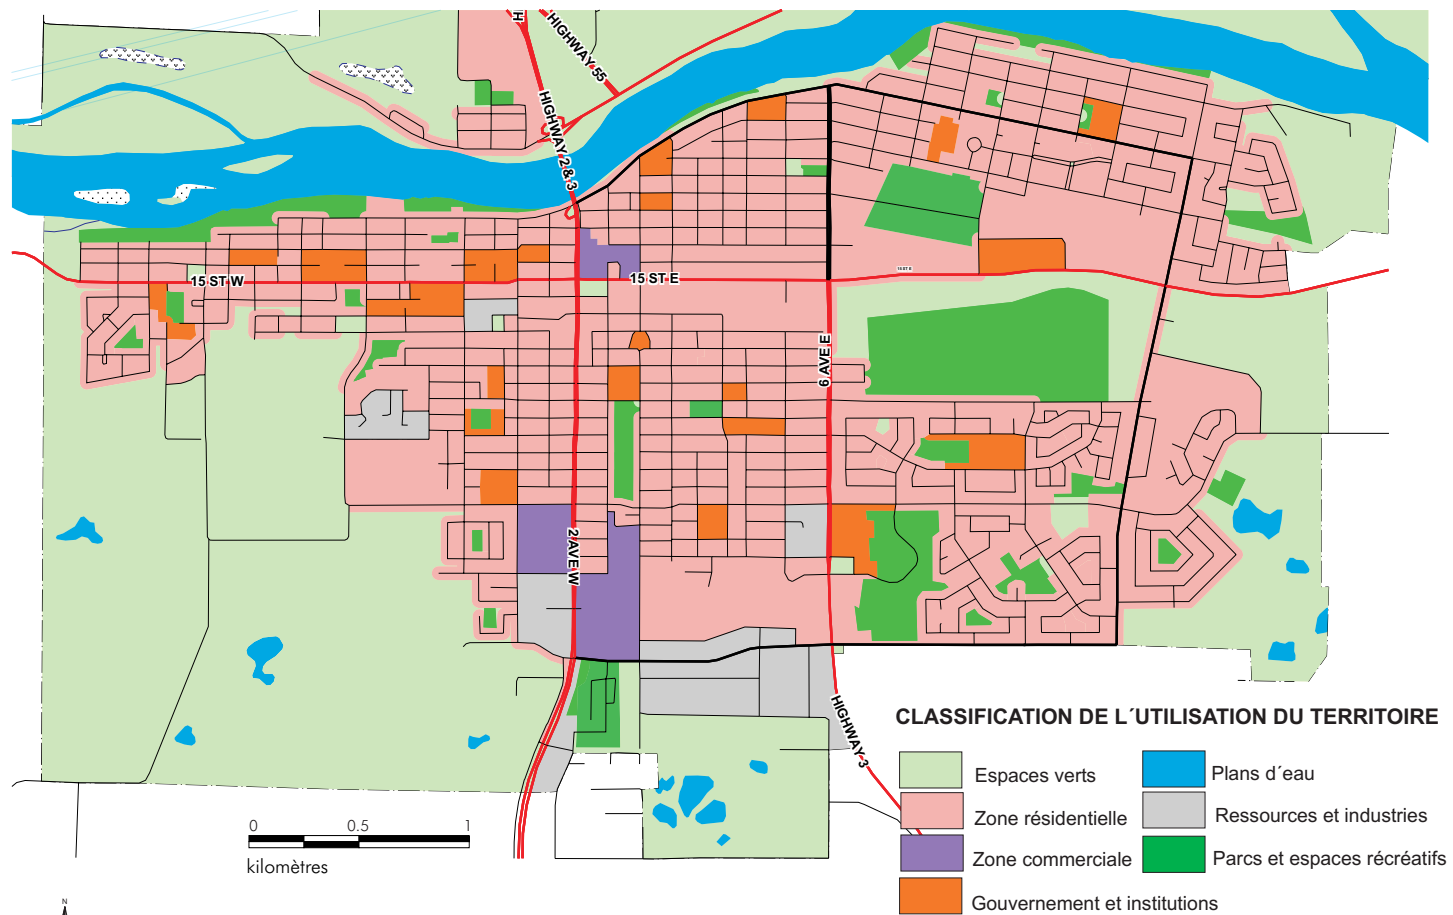 H
HIGHWAY 55
HIGHWAY 2 & 3
15 ST W
15 ST E
15 ST E
6 AVE E
2 AVE W
HIGHWAY 3
CLASSIFICATION DE L´UTILISATION DU TERRITOIRE
Espaces verts
Plans d´eau
Zone résidentielle
Ressources et industries
Zone commerciale
Parcs et espaces récréatifs
Gouvernement et institutions
0 0.5 1
kilomètres
N